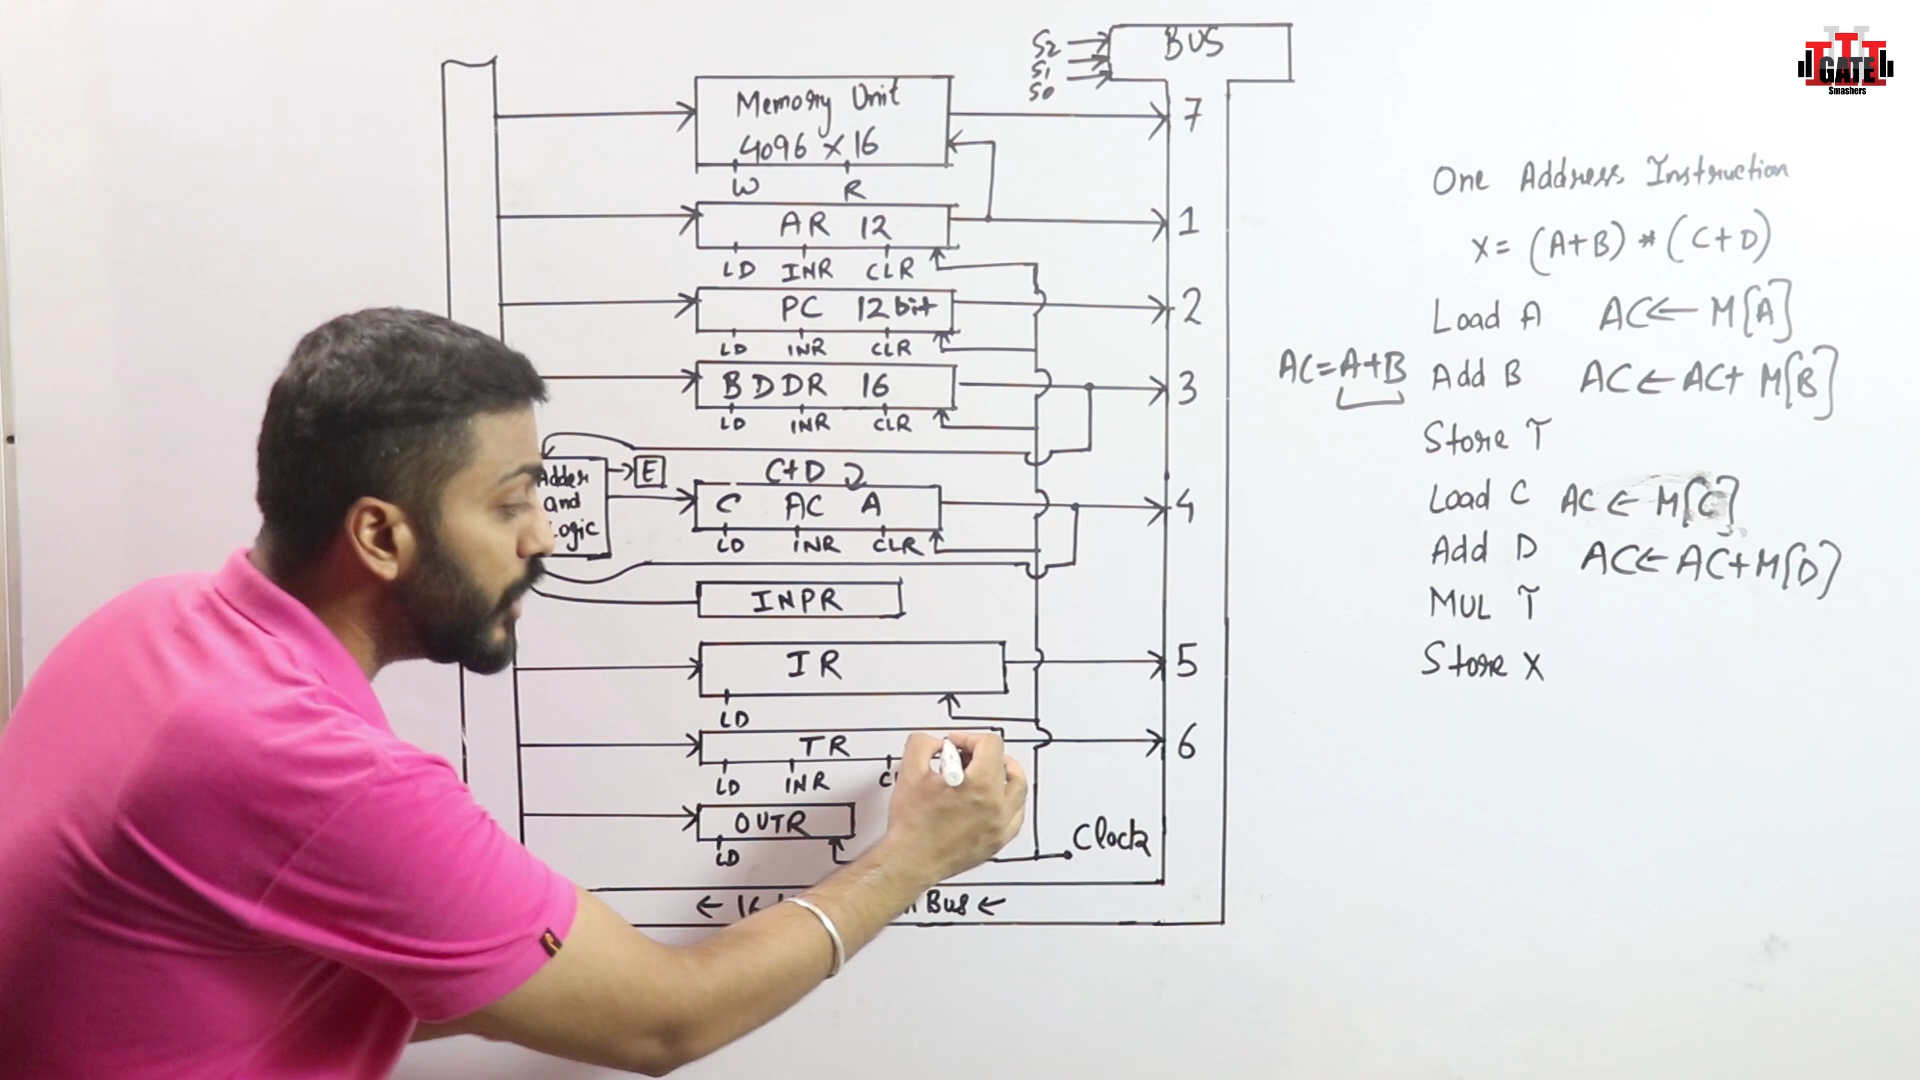 BUS
S2
S1
S0
Memory Unit
4096 X 16
W R
7
AR 12
LD INR CLR
1
PC 12bit
LD INR CLR
2
B D DR 16
LD INR CLR
3
Adder
and
Logic
E
C+D
C AC A
LD INR CLR
4
INPR
IR
LD
5
TR
LD INR
6
OUTR
LD
Clock
← 16 Bus ←
One Address Instruction
X = (A+B) * (C+D)
Load A AC ← M[A]
AC = A+B Add B AC ← AC + M[B]
Store T
Load C AC ← M[C]
Add D AC ← AC + M[D]
MUL T
Store X
GATE
Smashers